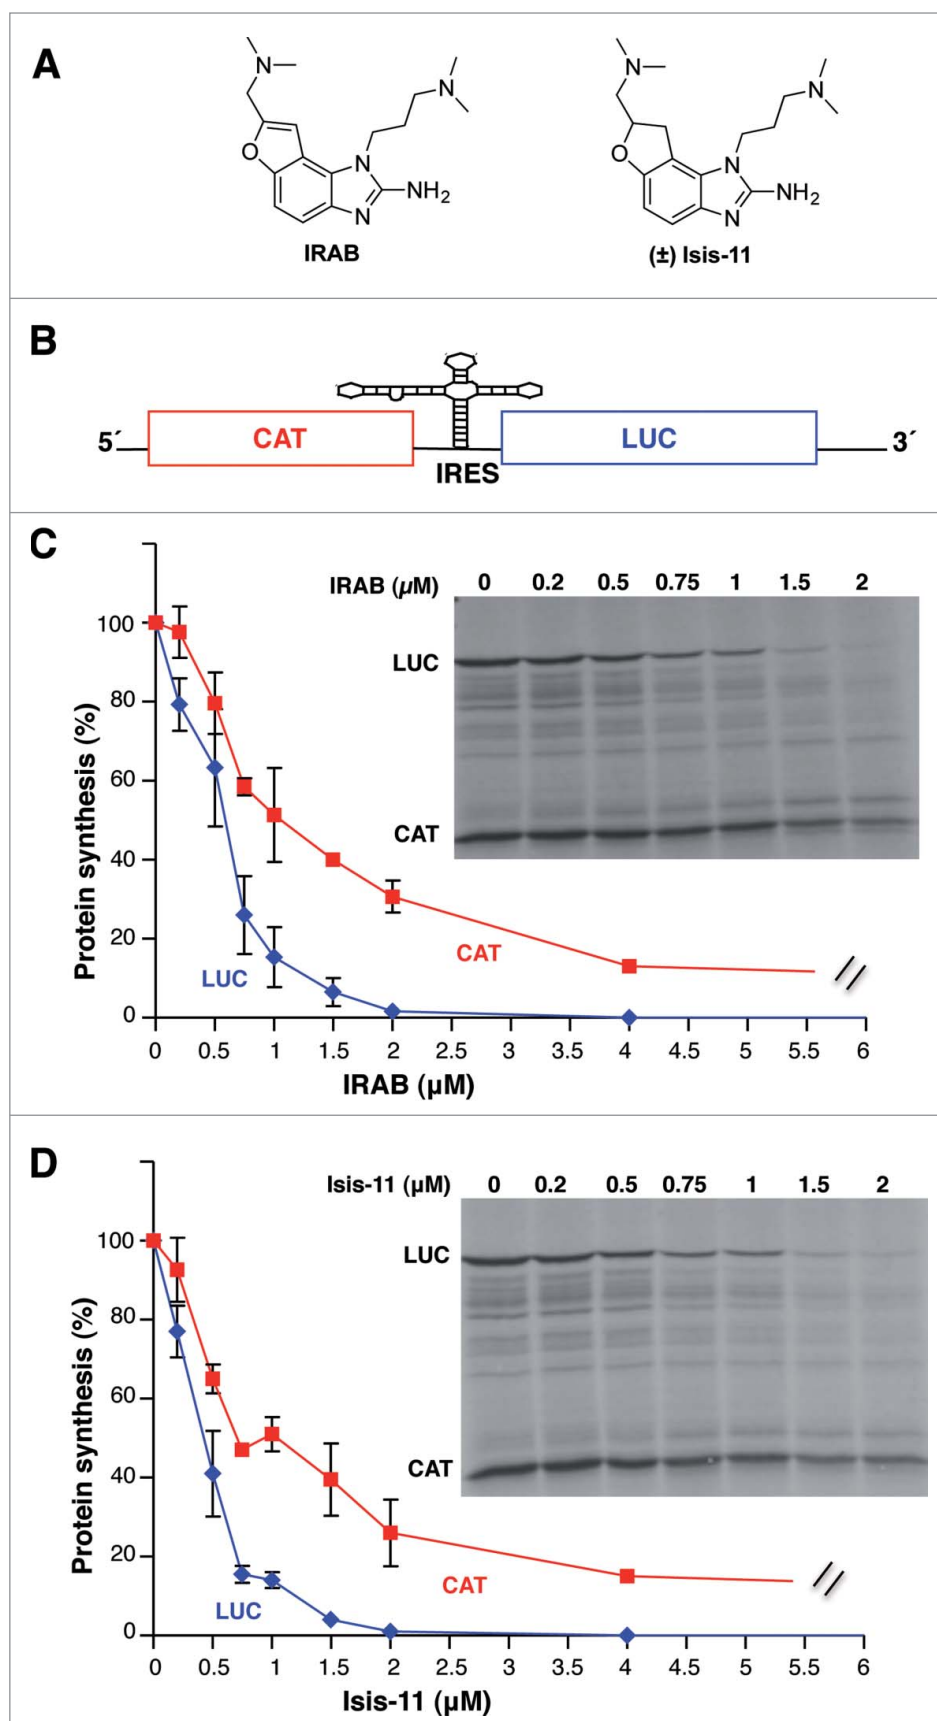 A
N
N
O
N
N
NH2
IRAB
N
N
O
N
N
NH2
(±) Isis-11
B
5´
CAT
IRES
LUC
3´
C
IRAB (µM) 0 0.2 0.5 0.75 1 1.5 2
LUC
CAT
Protein synthesis (%)
100
80
60
40
20
0
LUC
CAT
0 0.5 1 1.5 2 2.5 3 3.5 4 4.5 5 5.5 6
IRAB (µM)
D
Isis-11 (µM) 0 0.2 0.5 0.75 1 1.5 2
LUC
CAT
Protein synthesis (%)
100
80
60
40
20
0
LUC
CAT
0 0.5 1 1.5 2 2.5 3 3.5 4 4.5 5 5.5 6
Isis-11 (µM)